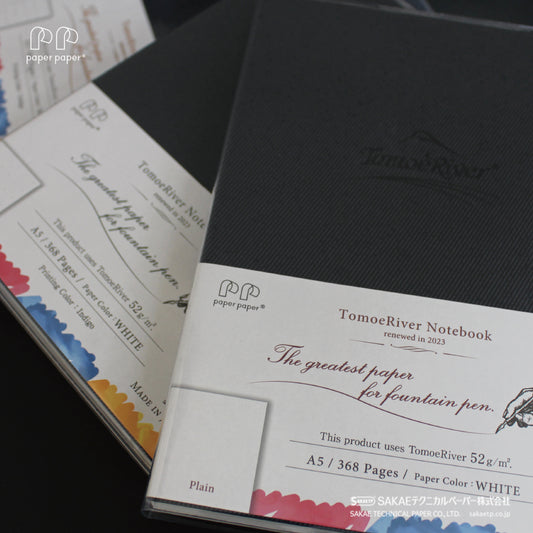 paper paper®
paper paper®
TomoeRiver Notebook
The greatest paper
for fountain pen.
This product uses TomoeRiver 52g/m².
A5 / 368 Pages / Paper Color : WHITE
Printing Color : Indigo
MADE IN
TomoeRiver®
paper paper®
TomoeRiver Notebook
renewed in 2023
The greatest paper
for fountain pen.
This product uses TomoeRiver 52g/m².
A5 / 368 Pages / Paper Color : WHITE
Plain
SAKAEテクニカルペーパー株式会社
SAKAE TECHNICAL PAPER CO., LTD. sakaetp.co.jp